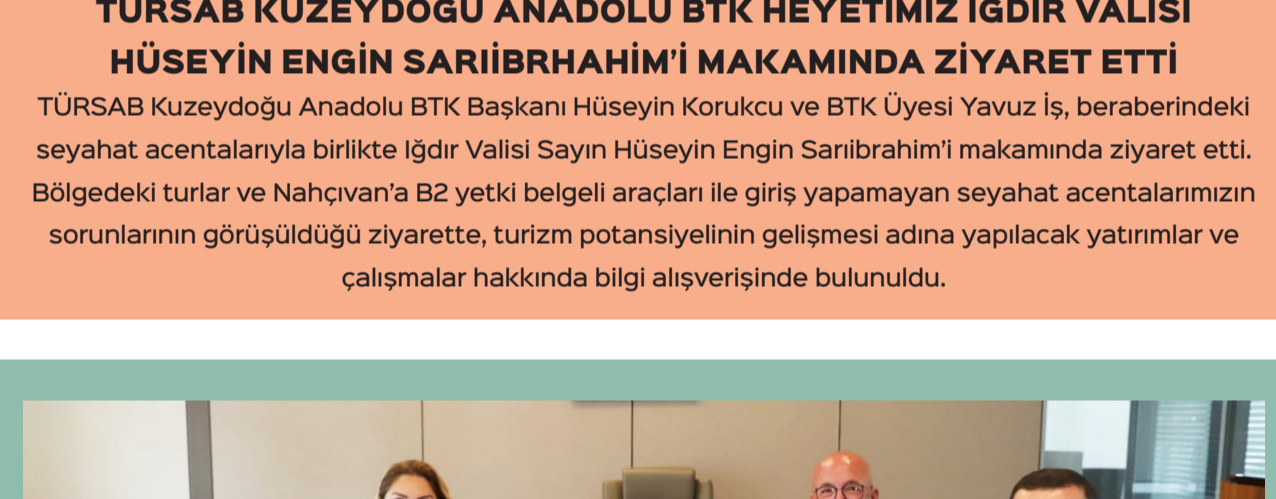 TÜRSAB KUZEYDOĞU ANADOLU BTK HEYETİMİZ IĞDIR VALİSİ
HÜSEYİN ENGİN SARIİBRHAHİM'İ MAKAMINDA ZİYARET ETTİ
TÜRSAB Kuzeydoğu Anadolu BTK Başkanı Hüseyin Korukcu ve BTK Üyesi Yavuz İş, beraberindeki
seyahat acentalarıyla birlikte Iğdır Valisi Sayın Hüseyin Engin Sarıibrahim'i makamında ziyaret etti.
Bölgedeki turlar ve Nahçıvan'a B2 yetki belgeli araçları ile giriş yapamayan seyahat acentalarımızın
sorunlarının görüşüldüğü ziyarette, turizm potansiyelinin gelişmesi adına yapılacak yatırımlar ve
çalışmalar hakkında bilgi alışverişinde bulunuldu.